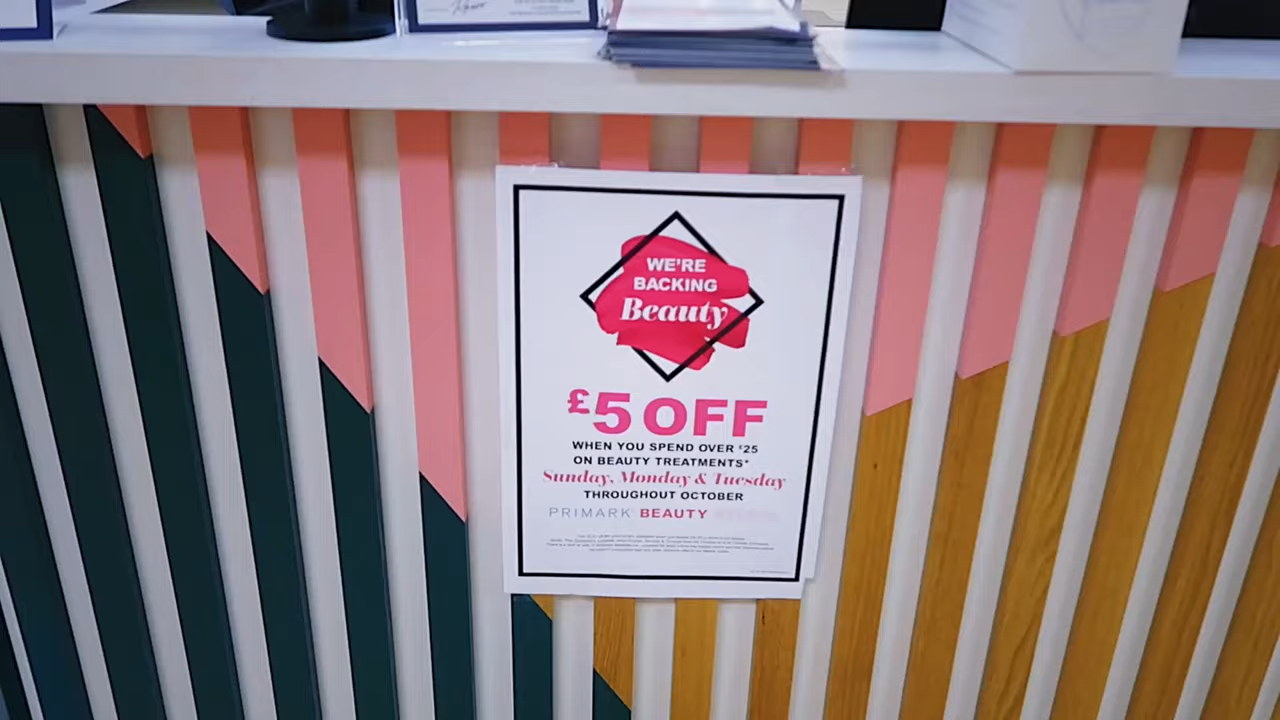 WE'RE
BACKING
Beauty
£5 OFF
WHEN YOU SPEND OVER £25
ON BEAUTY TREATMENTS*
Sunday, Monday & Tuesday
THROUGHOUT OCTOBER
PRIMARK BEAUTY